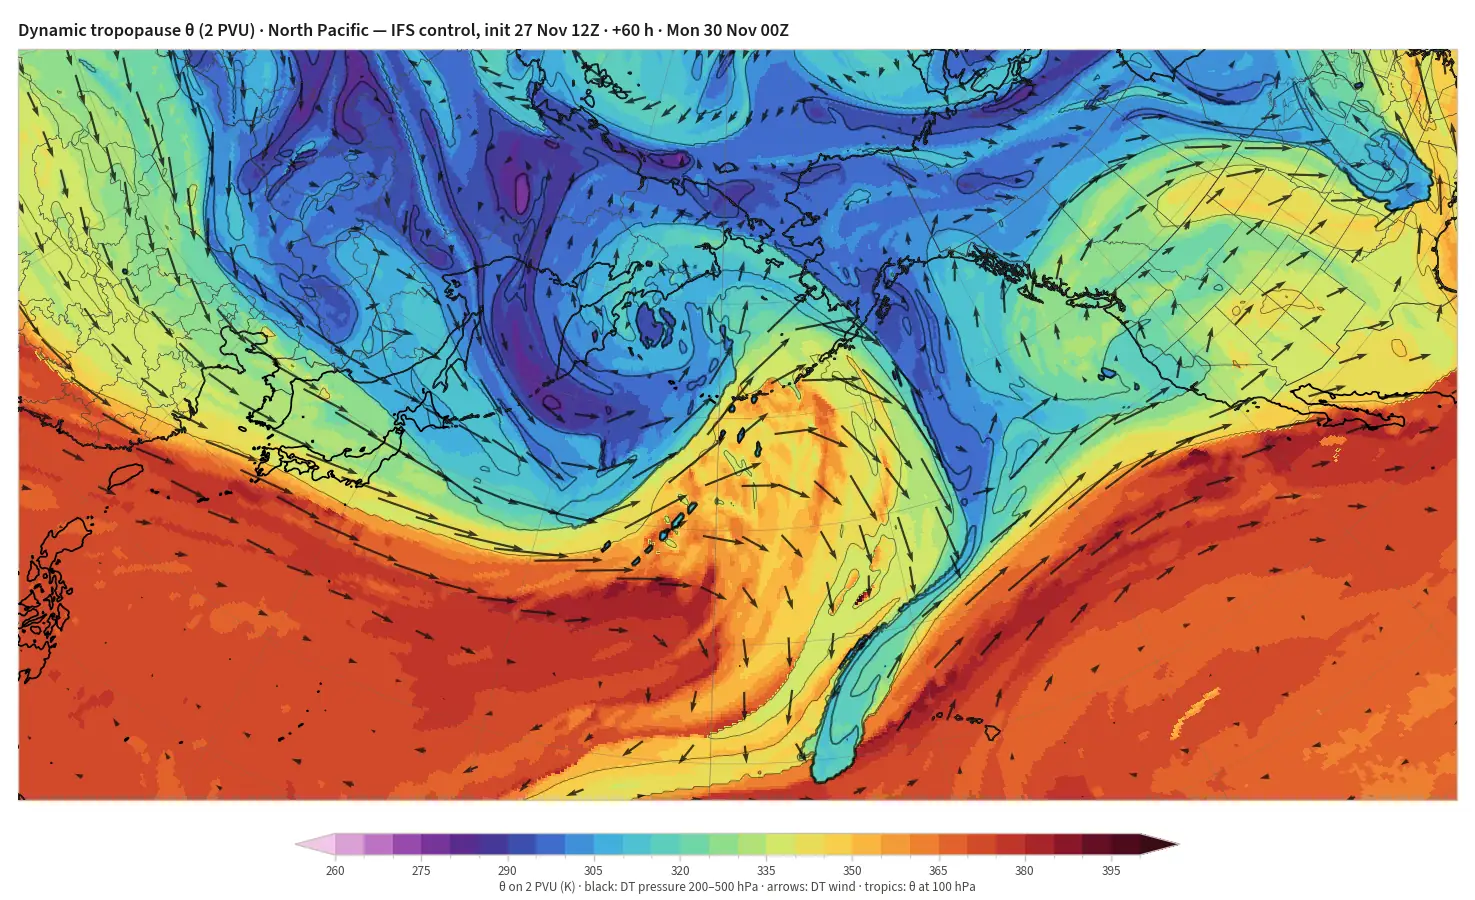 Dynamic tropopause θ (2 PVU) · North Pacific — IFS control, init 27 Nov 12Z · +60 h · Mon 30 Nov 00Z
260 275 290 305 320 335 350 365 380 395
θ on 2 PVU (K) · black: DT pressure 200–500 hPa · arrows: DT wind · tropics: θ at 100 hPa